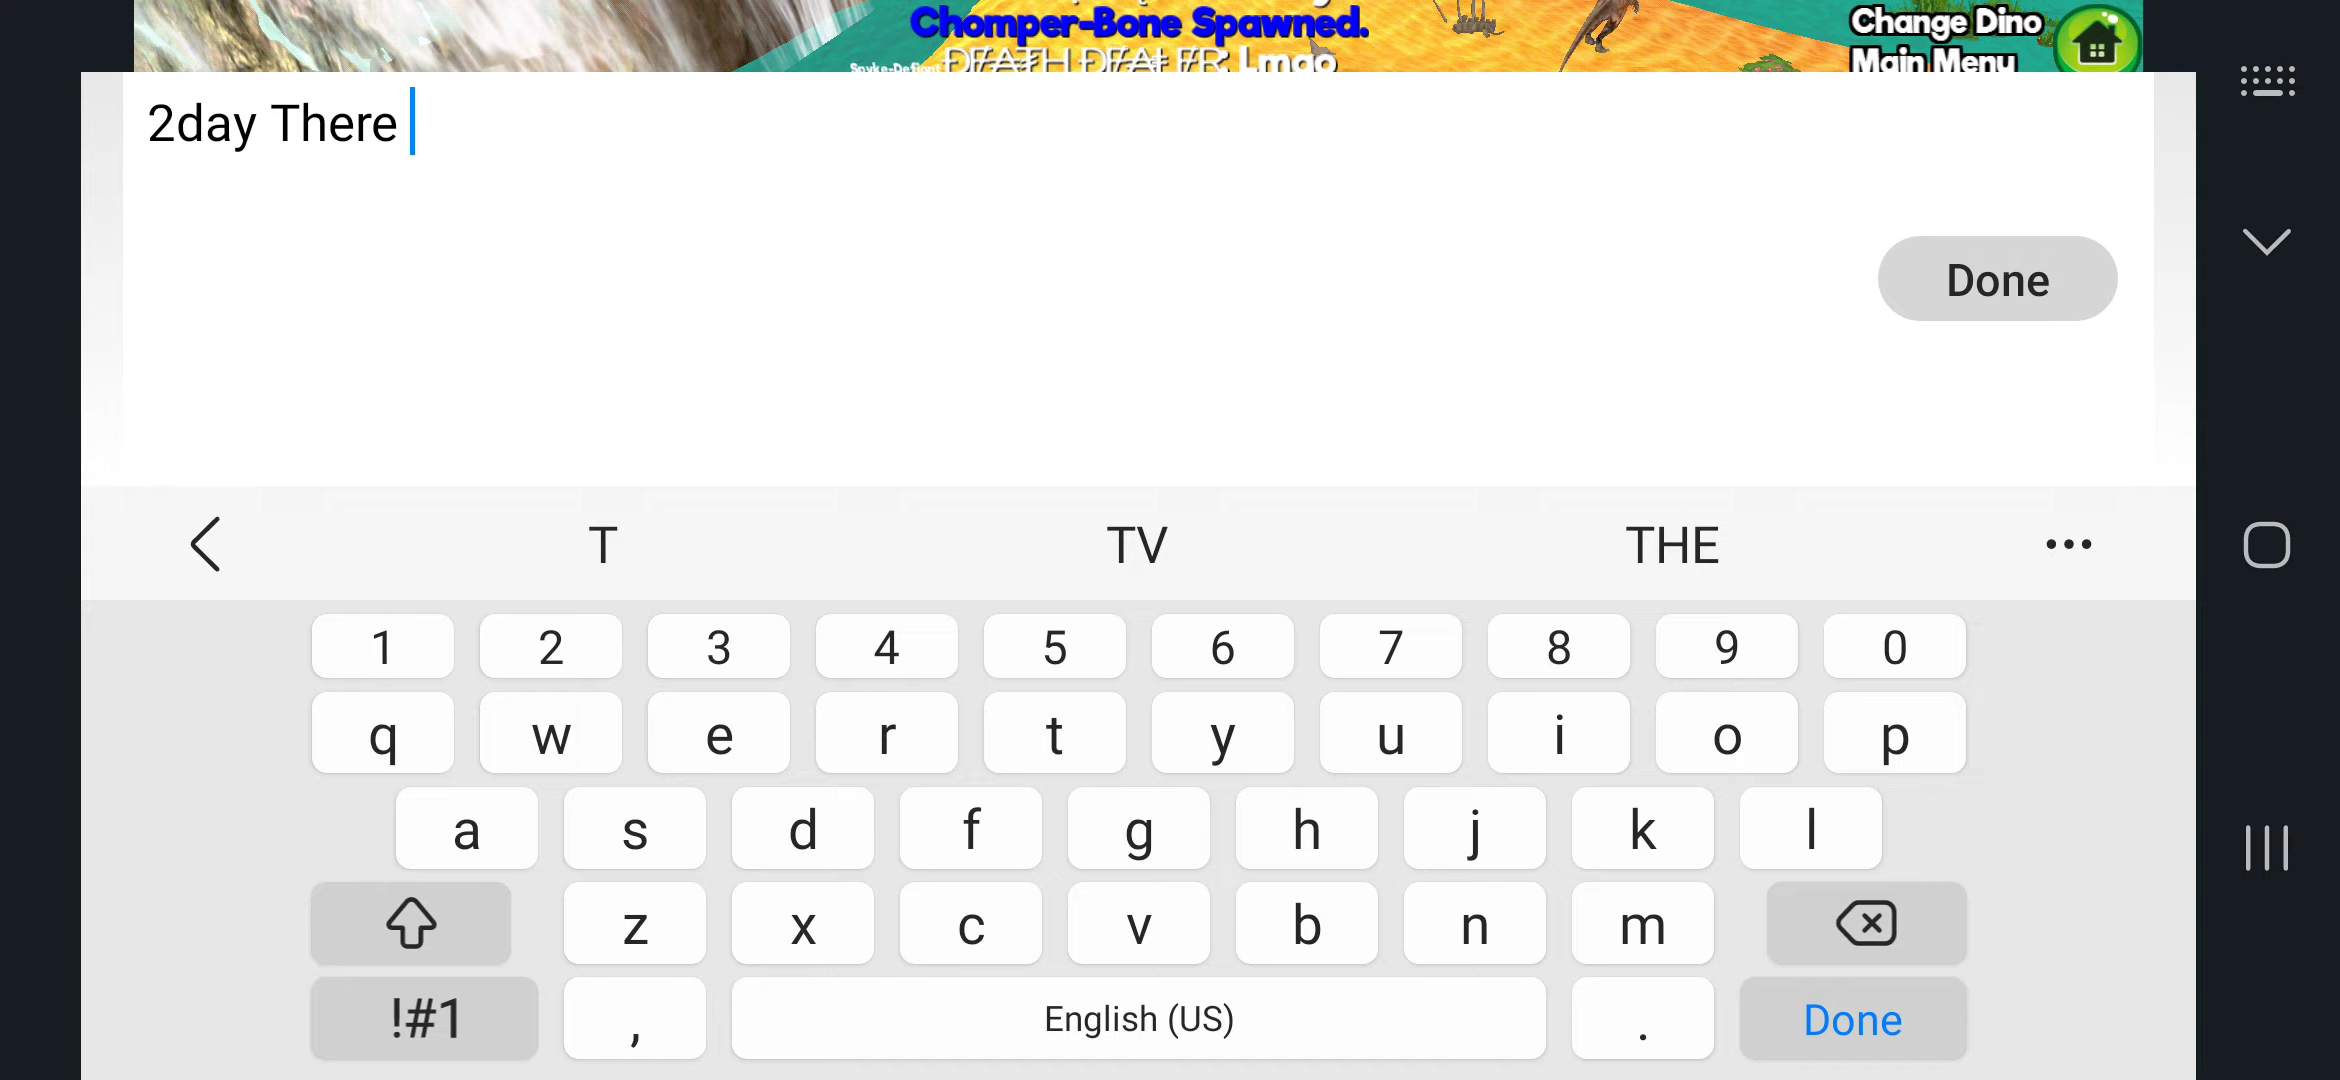 Chomper-Bone Spawned.
Lmao
Change Dino
Main Menu
2day There
Done
T TV THE
1 2 3 4 5 6 7 8 9 0
q w e r t y u i o p
a s d f g h j k l
z x c v b n m
!#1 , English (US) . Done